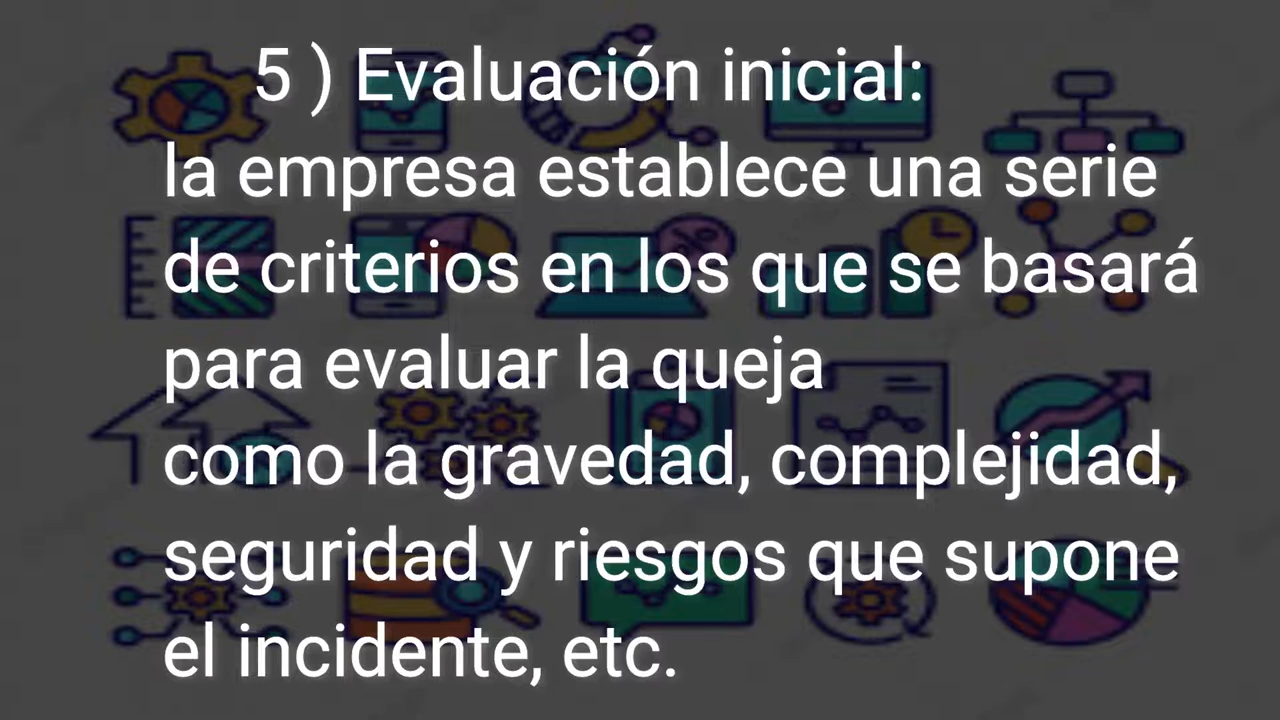 5 ) Evaluación inicial:
la empresa establece una serie
de criterios en los que se basará
para evaluar la queja
como la gravedad, complejidad,
seguridad y riesgos que supone
el incidente, etc.